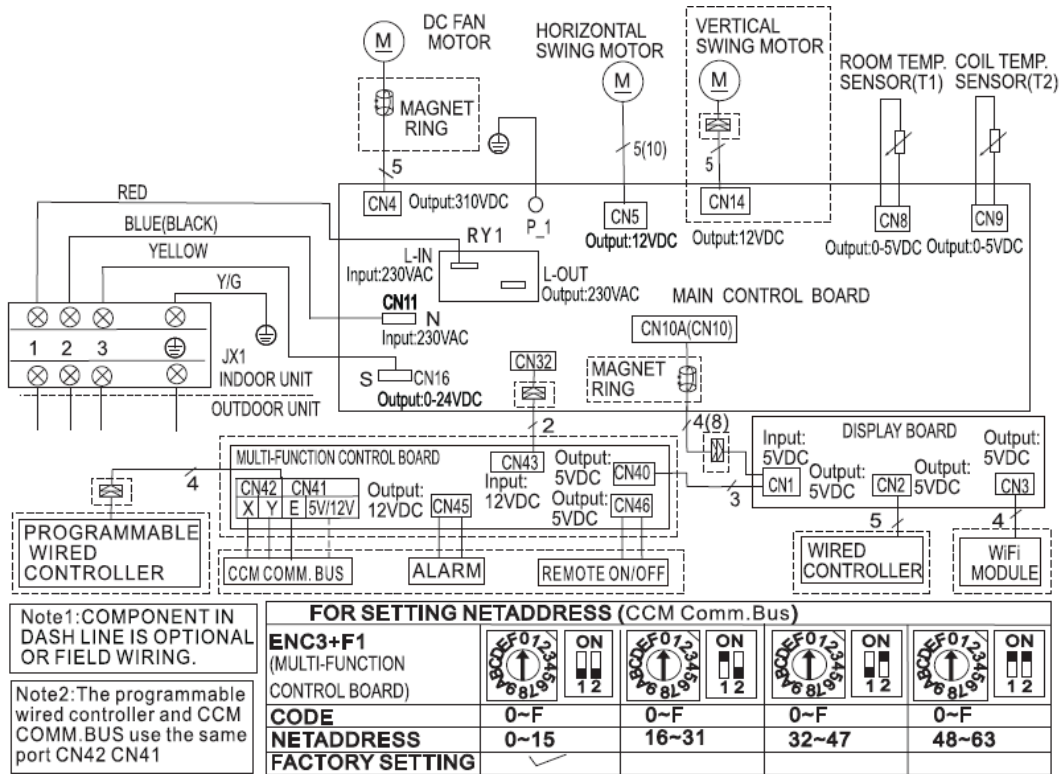 DC FAN
MOTOR
M
MAGNET
RING
5
HORIZONTAL
SWING MOTOR
M
5(10)
VERTICAL
SWING MOTOR
M
5
ROOM TEMP.
SENSOR(T1)
COIL TEMP.
SENSOR(T2)
RED
BLUE(BLACK)
YELLOW
Y/G
CN4 Output:310VDC
P_1
CN5
Output:12VDC
CN14
Output:12VDC
CN8
Output:0-5VDC
CN9
Output:0-5VDC
RY1
L-IN
Input:230VAC
L-OUT
Output:230VAC
CN11
N
Input:230VAC
MAIN CONTROL BOARD
CN10A(CN10)
MAGNET
RING
S CN16
Output:0-24VDC
CN32
1 2 3
JX1
INDOOR UNIT
OUTDOOR UNIT
2
4(8)
MULTI-FUNCTION CONTROL BOARD
CN42 CN41
X Y E 5V/12V
Output:
12VDC
CN45
CN43
Input:
12VDC
Output:
5VDC
CN40
Output:
5VDC
CN46
3
4
DISPLAY BOARD
Input:
5VDC
CN1
Output:
5VDC
CN2
Output:
5VDC
Output:
5VDC
CN3
5
4
PROGRAMMABLE
WIRED
CONTROLLER
CCM COMM. BUS
ALARM
REMOTE ON/OFF
WIRED
CONTROLLER
WiFi
MODULE
Note1:COMPONENT IN
DASH LINE IS OPTIONAL
OR FIELD WIRING.
Note2:The programmable
wired controller and CCM
COMM.BUS use the same
port CN42 CN41
FOR SETTING NETADDRESS (CCM Comm.Bus)
ENC3+F1
(MULTI-FUNCTION
CONTROL BOARD)
0123456789ABCDEF ON 1 2
0123456789ABCDEF ON 1 2
0123456789ABCDEF ON 1 2
0123456789ABCDEF ON 1 2
CODE 0~F 0~F 0~F 0~F
NETADDRESS 0~15 16~31 32~47 48~63
FACTORY SETTING